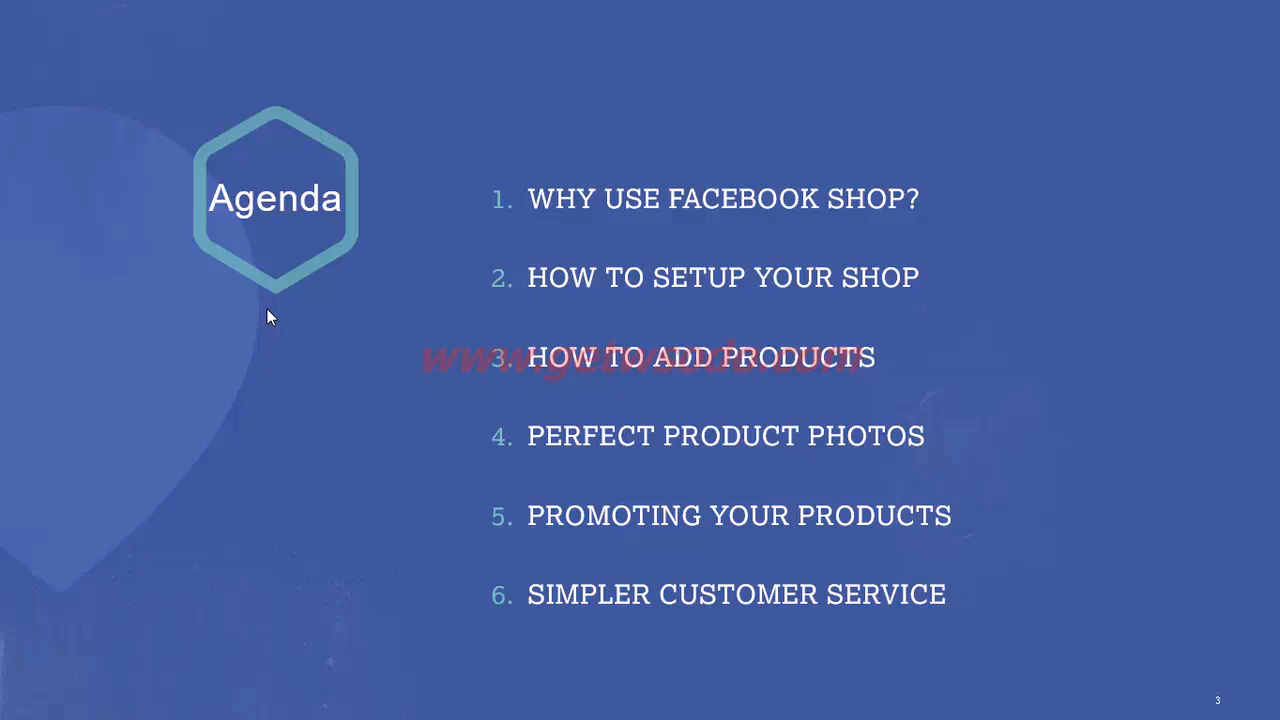 Agenda
1. WHY USE FACEBOOK SHOP?
2. HOW TO SETUP YOUR SHOP
3. HOW TO ADD PRODUCTS
4. PERFECT PRODUCT PHOTOS
5. PROMOTING YOUR PRODUCTS
6. SIMPLER CUSTOMER SERVICE
3